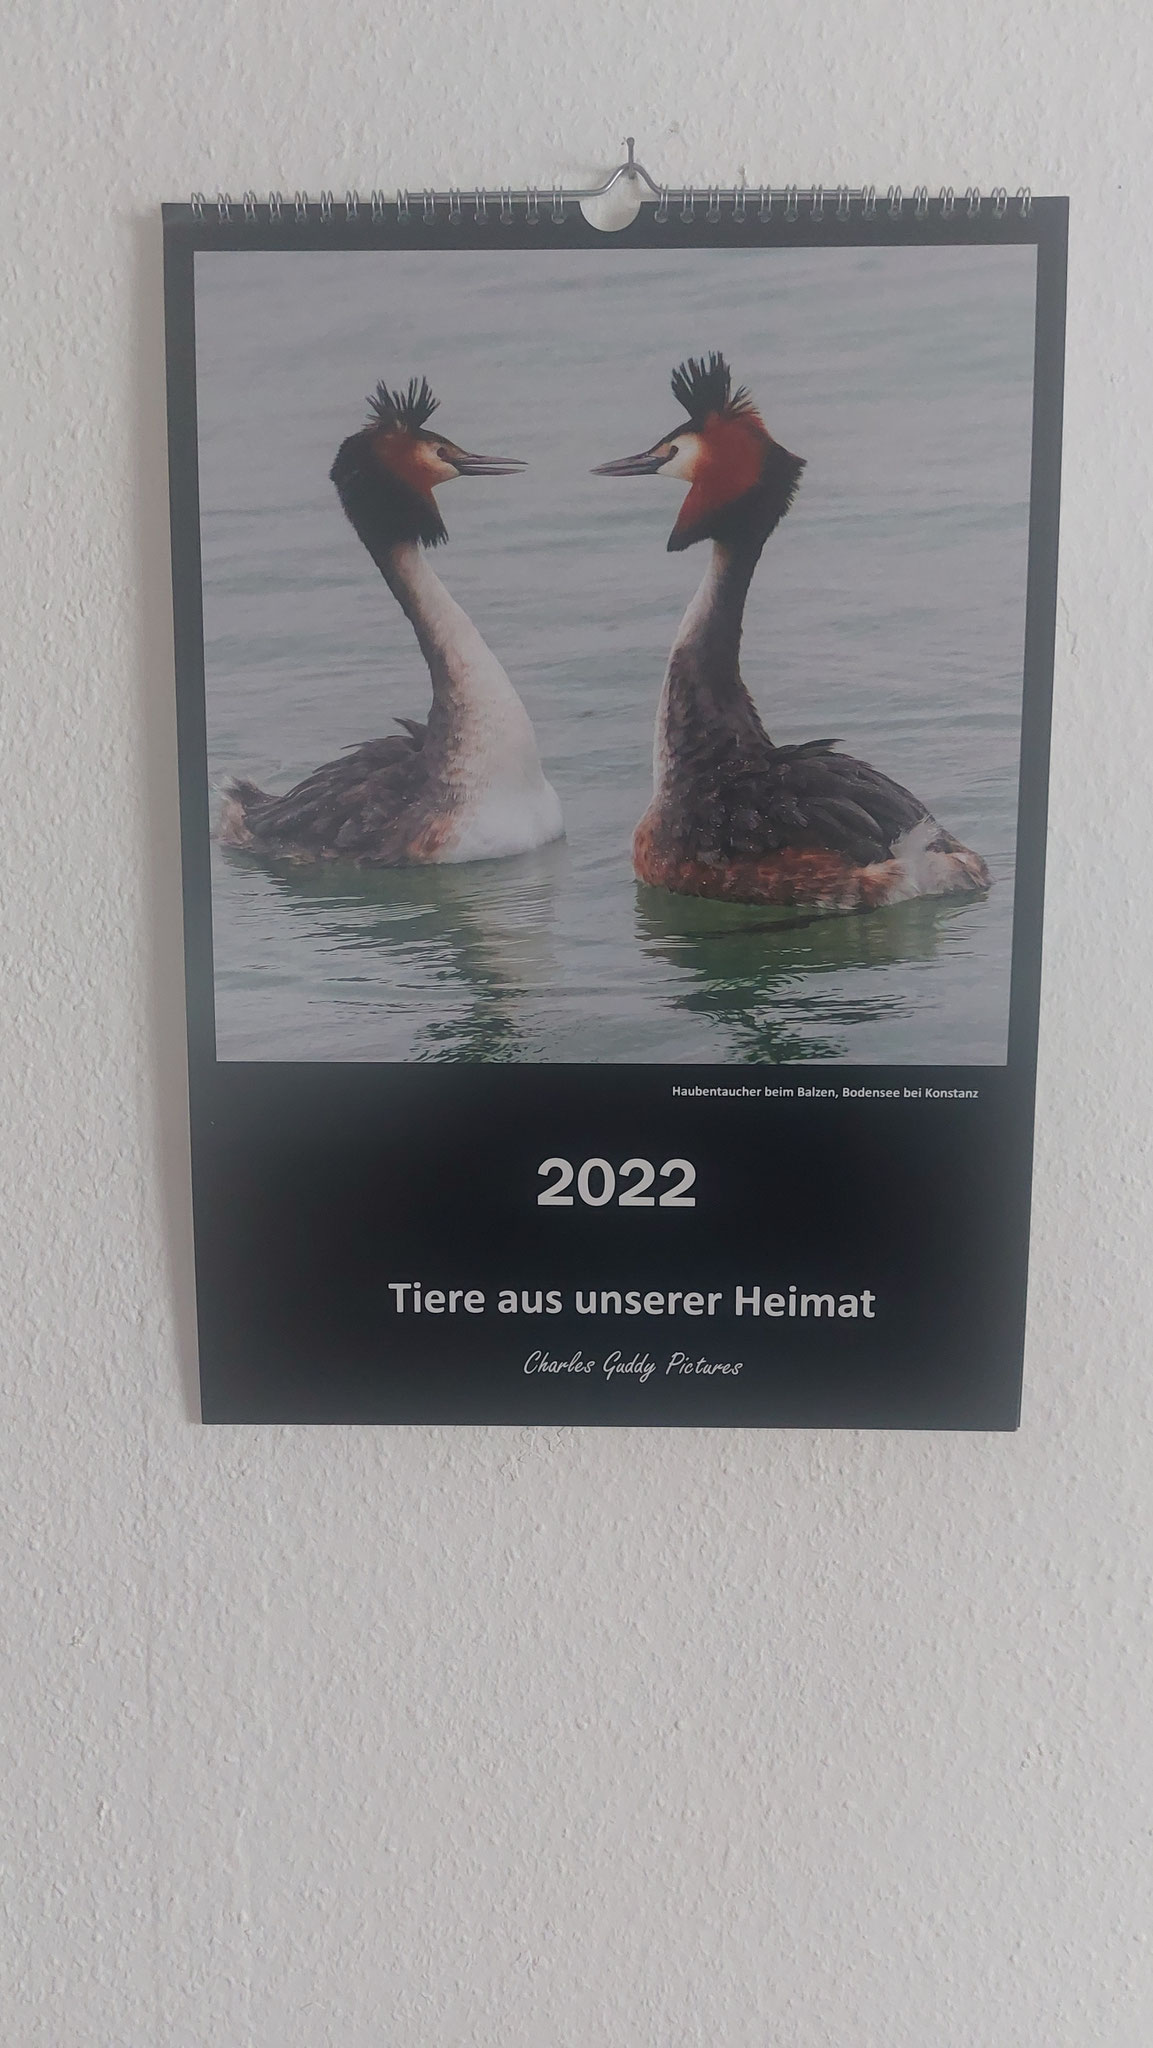 Haubentaucher beim Balzen, Bodensee bei Konstanz
2022
Tiere aus unserer Heimat
Charles Guddy Pictures